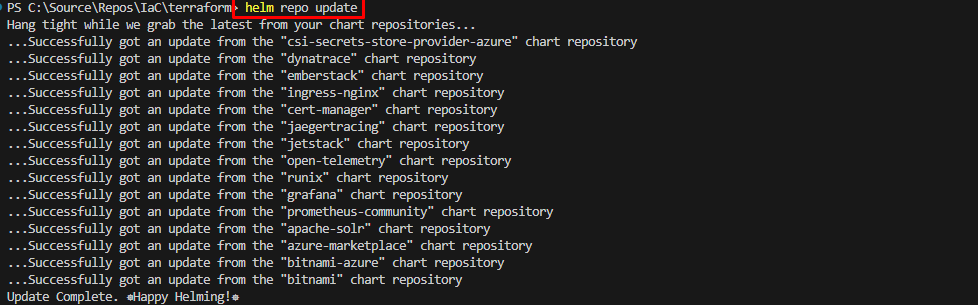 PS C:\Source\Repos\IaC\terraform> helm repo update
Hang tight while we grab the latest from your chart repositories...
...Successfully got an update from the "csi-secrets-store-provider-azure" chart repository
...Successfully got an update from the "dynatrace" chart repository
...Successfully got an update from the "emberstack" chart repository
...Successfully got an update from the "ingress-nginx" chart repository
...Successfully got an update from the "cert-manager" chart repository
...Successfully got an update from the "jaegertracing" chart repository
...Successfully got an update from the "jetstack" chart repository
...Successfully got an update from the "open-telemetry" chart repository
...Successfully got an update from the "runix" chart repository
...Successfully got an update from the "grafana" chart repository
...Successfully got an update from the "prometheus-community" chart repository
...Successfully got an update from the "apache-solr" chart repository
...Successfully got an update from the "azure-marketplace" chart repository
...Successfully got an update from the "bitnami-azure" chart repository
...Successfully got an update from the "bitnami" chart repository
Update Complete. ⎈Happy Helming!⎈